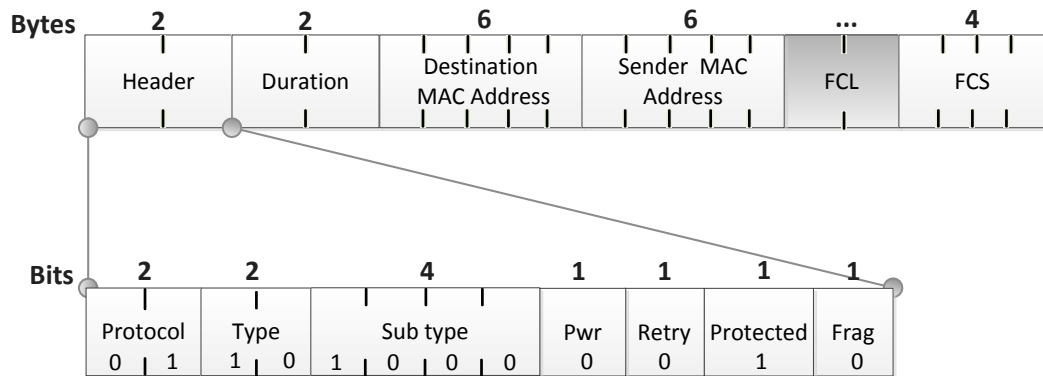 Bytes 2 2 6 6 ... 4
Header Duration Destination MAC Address Sender MAC Address FCL FCS
Bits 2 2 4 1 1 1 1
Protocol Type Sub type Pwr Retry Protected Frag
0 1 1 0 1 0 0 0 0 0 1 0